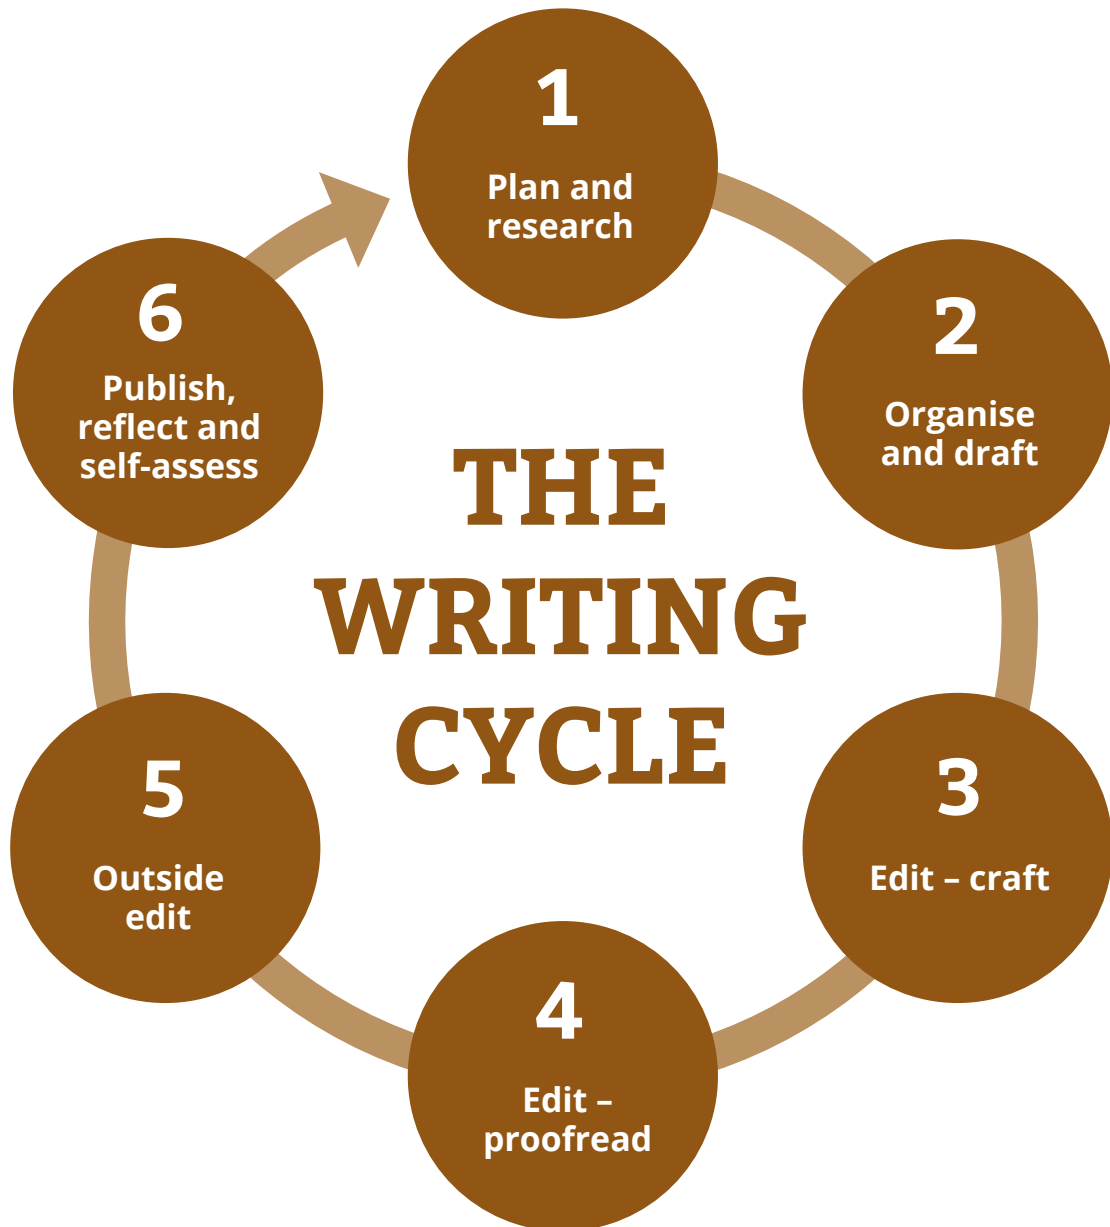 THE
WRITING
CYCLE
1
Plan and
research
2
Organise
and draft
3
Edit – craft
4
Edit –
proofread
5
Outside
edit
6
Publish,
reflect and
self-assess